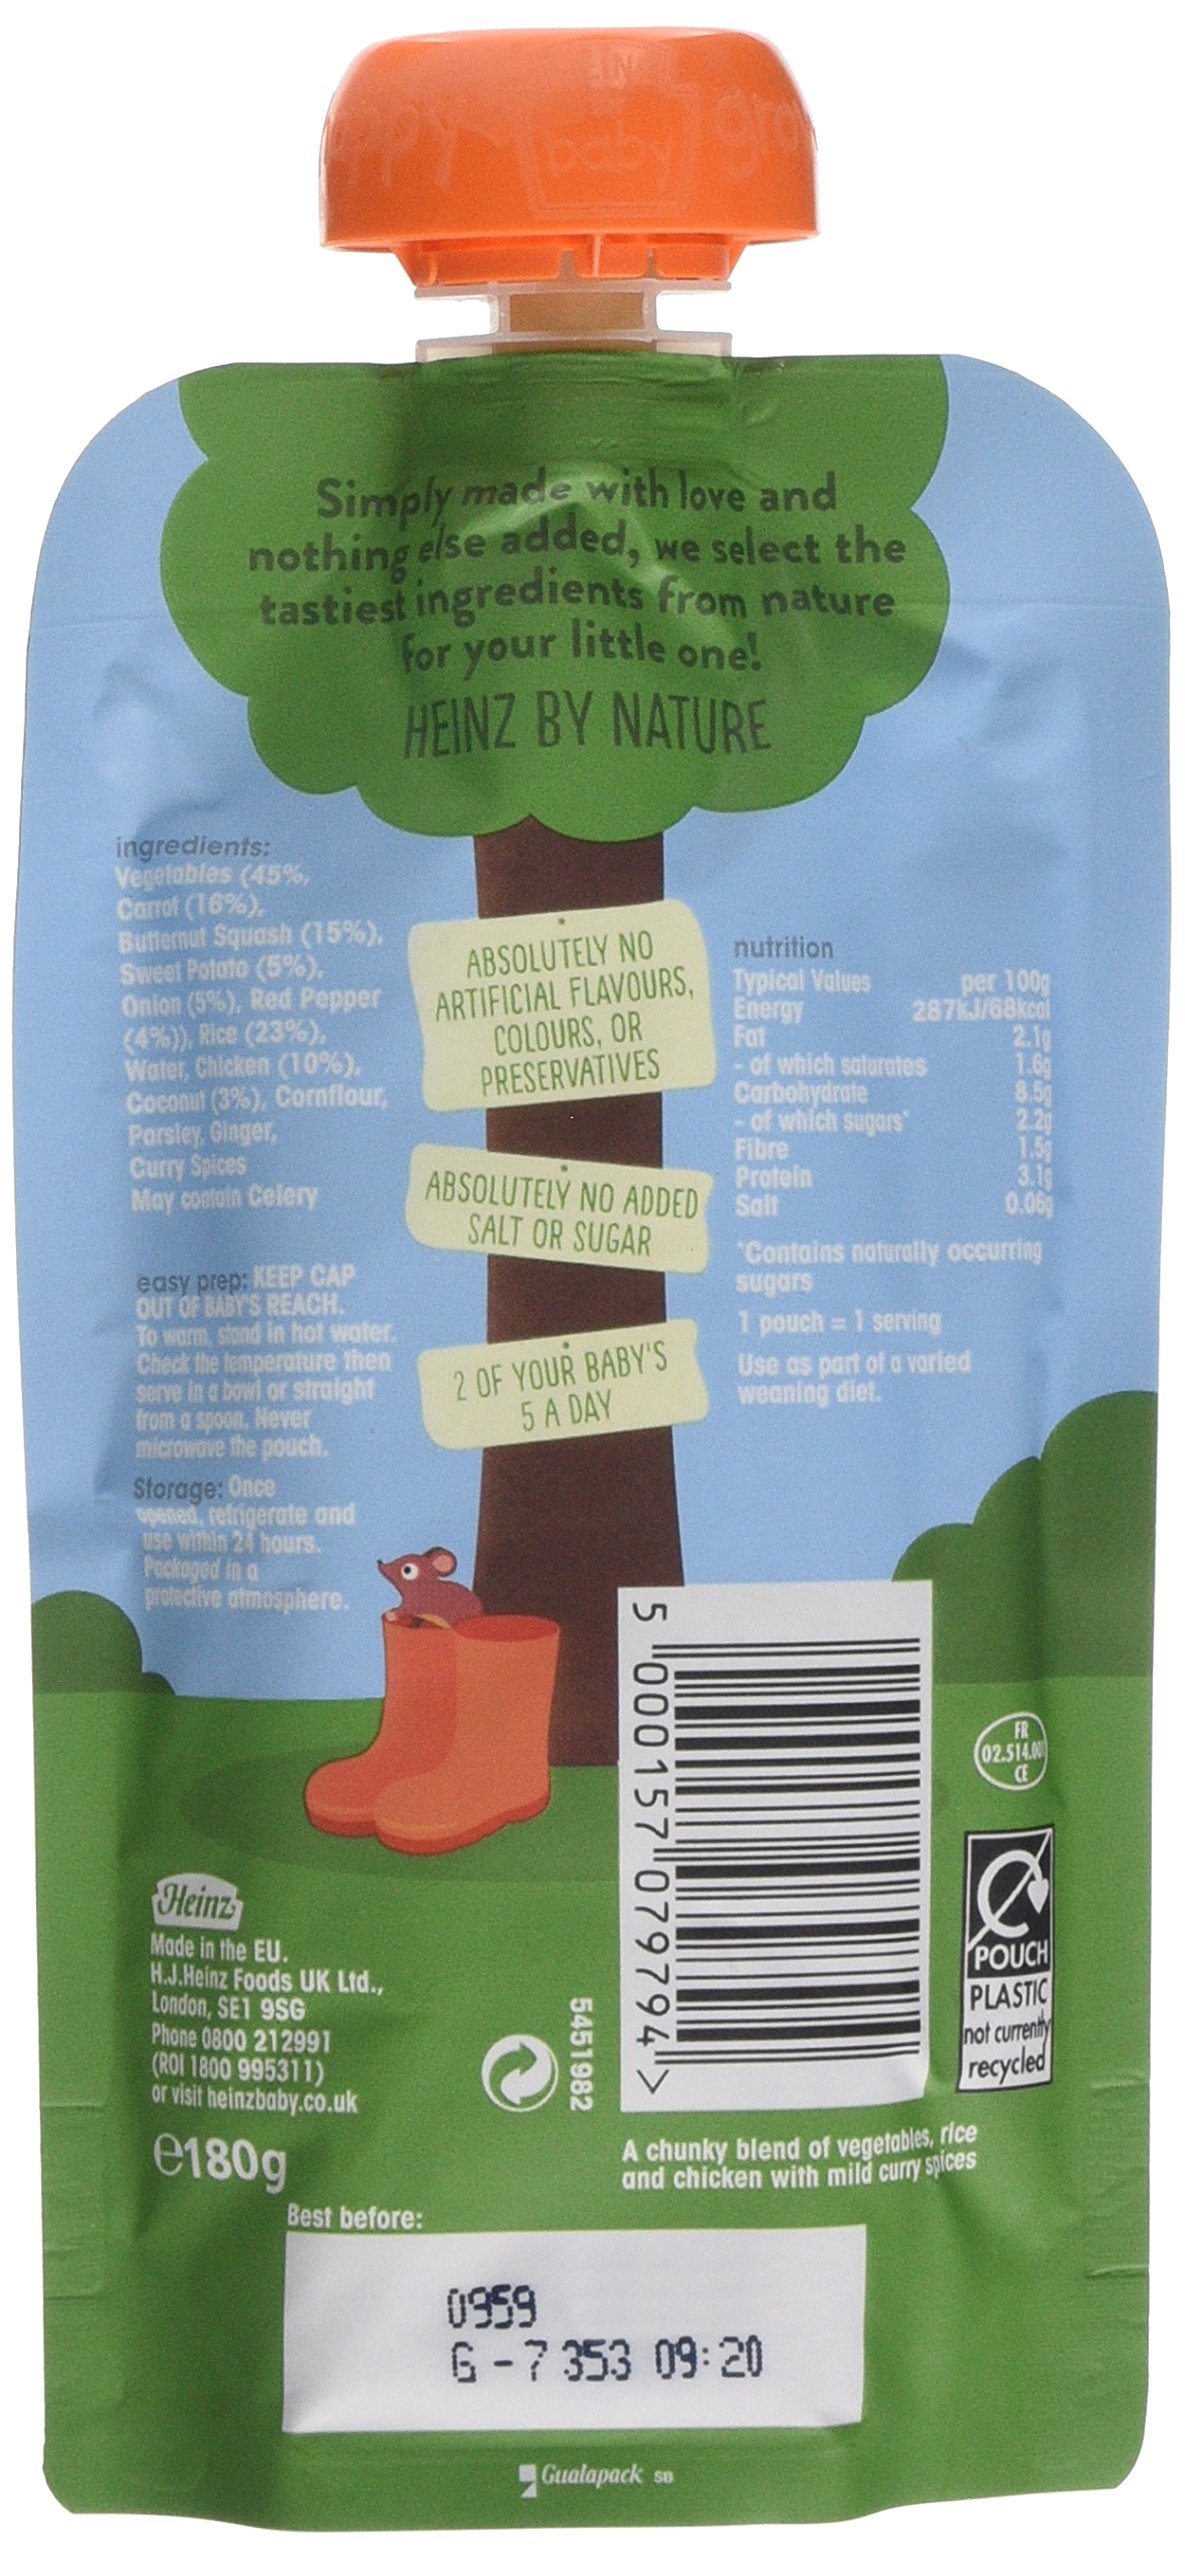 baby
Simply made with love and
nothing else added, we select the
tastiest ingredients from nature
for your little one!
HEINZ BY NATURE
ingredients:
Vegetables (45%,
Carrot (16%),
Butternut Squash (15%),
Sweet Potato (5%),
Onion (5%), Red Pepper
(4%)), Rice (23%),
Water, Chicken (10%),
Coconut (3%), Cornflour,
Parsley, Ginger,
Curry Spices
May contain Celery
easy prep: KEEP CAP
OUT OF BABY'S REACH.
To warm, stand in hot water.
Check the temperature then
serve in a bowl or straight
from a spoon. Never
microwave the pouch.
Storage: Once
opened, refrigerate and
use within 24 hours.
Packaged in a
protective atmosphere.
ABSOLUTELY NO
ARTIFICIAL FLAVOURS,
COLOURS, OR
PRESERVATIVES
ABSOLUTELY NO ADDED
SALT OR SUGAR
2 OF YOUR BABY'S
5 A DAY
nutrition
Typical Values per 100g
Energy 287kJ/68kcal
Fat 2.1g
- of which saturates 1.6g
Carbohydrate 8.5g
- of which sugars* 2.2g
Fibre 1.5g
Protein 3.1g
Salt 0.06g
*Contains naturally occurring
sugars
1 pouch = 1 serving
Use as part of a varied
weaning diet.
Heinz
Made in the EU.
H.J.Heinz Foods UK Ltd.,
London, SE1 9SG
Phone 0800 212991
(ROI 1800 995311)
or visit heinzbaby.co.uk
e180g
5451982
5 000157 079794 >
FR
02.514.00
CE
POUCH
PLASTIC
not currently
recycled
A chunky blend of vegetables, rice
and chicken with mild curry spices
Best before:
0959
G-7 353 09:20
Gualapack SB